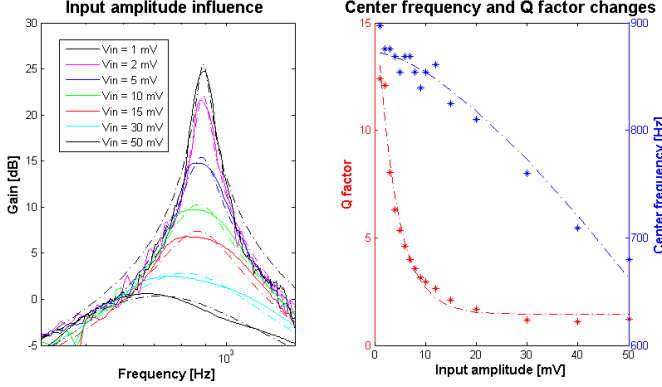 Input amplitude influence
Gain [dB]
30
25
20
15
10
5
0
-5
Vin = 1 mV
Vin = 2 mV
Vin = 5 mV
Vin = 10 mV
Vin = 15 mV
Vin = 30 mV
Vin = 50 mV
10^3
Frequency [Hz]
Center frequency and Q factor changes
Q factor
15
10
5
0
0
10
20
30
40
50
Input amplitude [mV]
900
800
700
600
Center frequency [Hz]